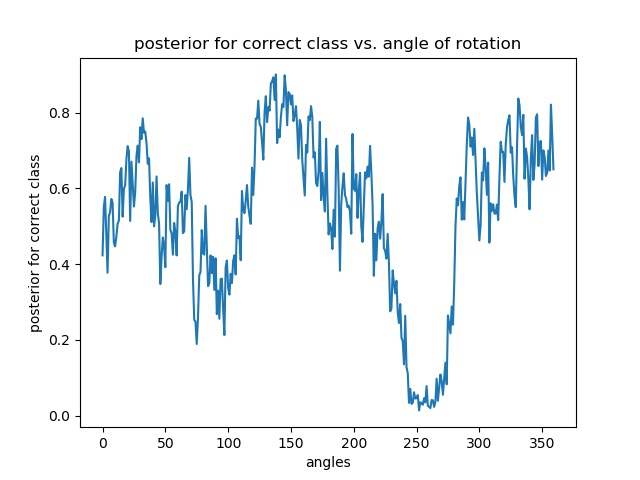 posterior for correct class vs. angle of rotation
posterior for correct class
0.8
0.6
0.4
0.2
0.0
0 50 100 150 200 250 300 350
angles